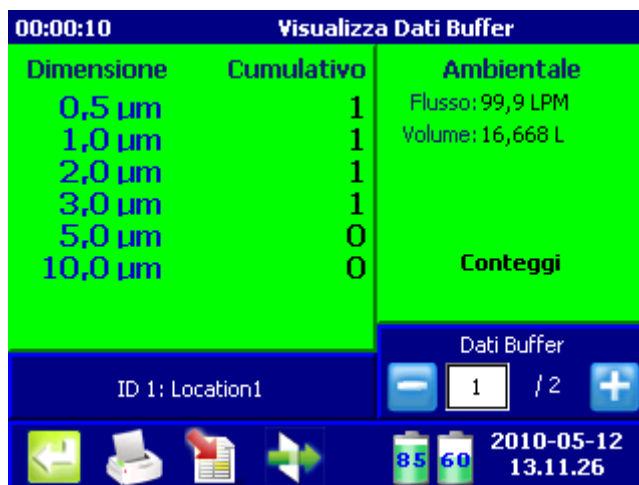 00:00:10 Visualizza Dati Buffer
Dimensione Cumulativo
0,5 µm 1
1,0 µm 1
2,0 µm 1
3,0 µm 1
5,0 µm 0
10,0 µm 0
Ambientale
Flusso: 99,9 LPM
Volume: 16,668 L
Conteggi
ID 1: Location1
Dati Buffer
1 / 2
85 60
2010-05-12
13.11.26